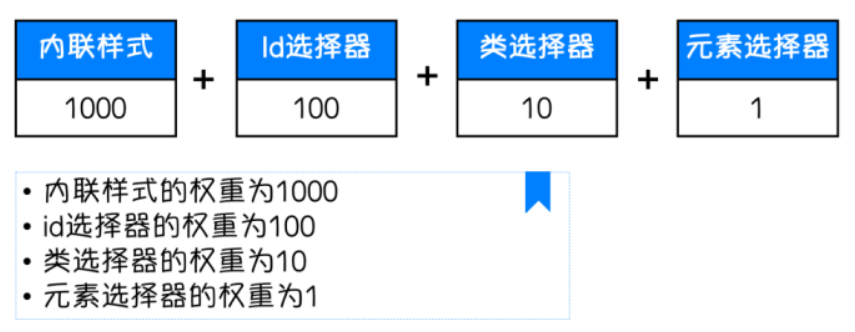 内联样式 + Id选择器 + 类选择器 + 元素选择器
1000 100 10 1
• 内联样式的权重为1000
• id选择器的权重为100
• 类选择器的权重为10
• 元素选择器的权重为1